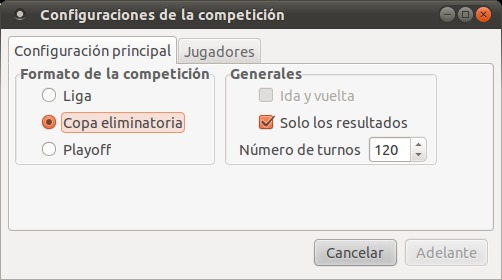 Configuraciones de la competición
Configuración principal
Jugadores
Formato de la competición
Liga
Copa eliminatoria
Playoff
Generales
Ida y vuelta
Solo los resultados
Número de turnos 120
Cancelar
Adelante